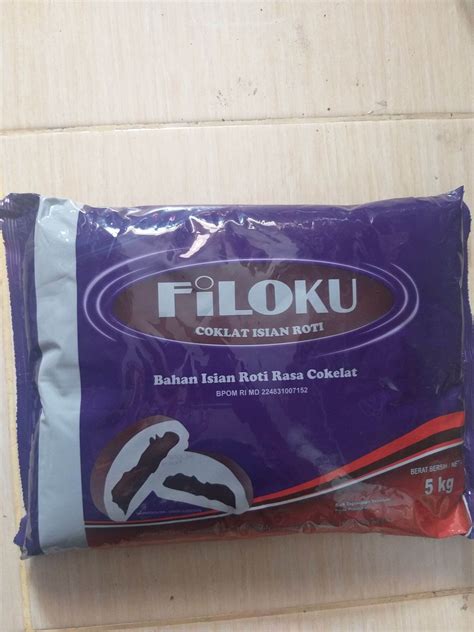 FiLOKU
COKLAT ISIAN ROTI
Bahan Isian Roti Rasa Cokelat
BPOM RI MD 224831007152
BERAT BERSIH
5 kg